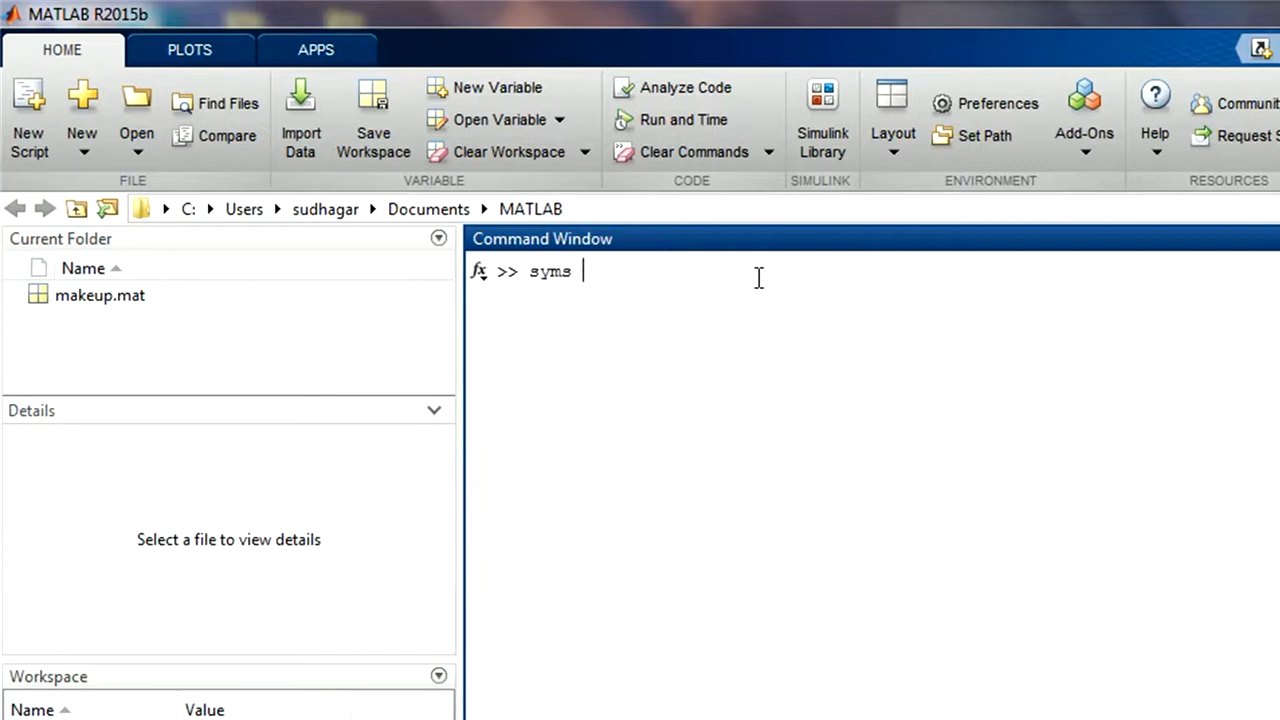 MATLAB R2015b
HOME PLOTS APPS
New Script
New
Open
Find Files
Compare
FILE
Import Data
Save Workspace
New Variable
Open Variable
Clear Workspace
VARIABLE
Analyze Code
Run and Time
Clear Commands
CODE
Simulink Library
SIMULINK
Layout
Preferences
Set Path
Add-Ons
ENVIRONMENT
Help
Communi
Request S
RESOURCES
C: Users sudhagar Documents MATLAB
Current Folder
Name
makeup.mat
Details
Select a file to view details
Workspace
Name Value
Command Window
fx >> syms